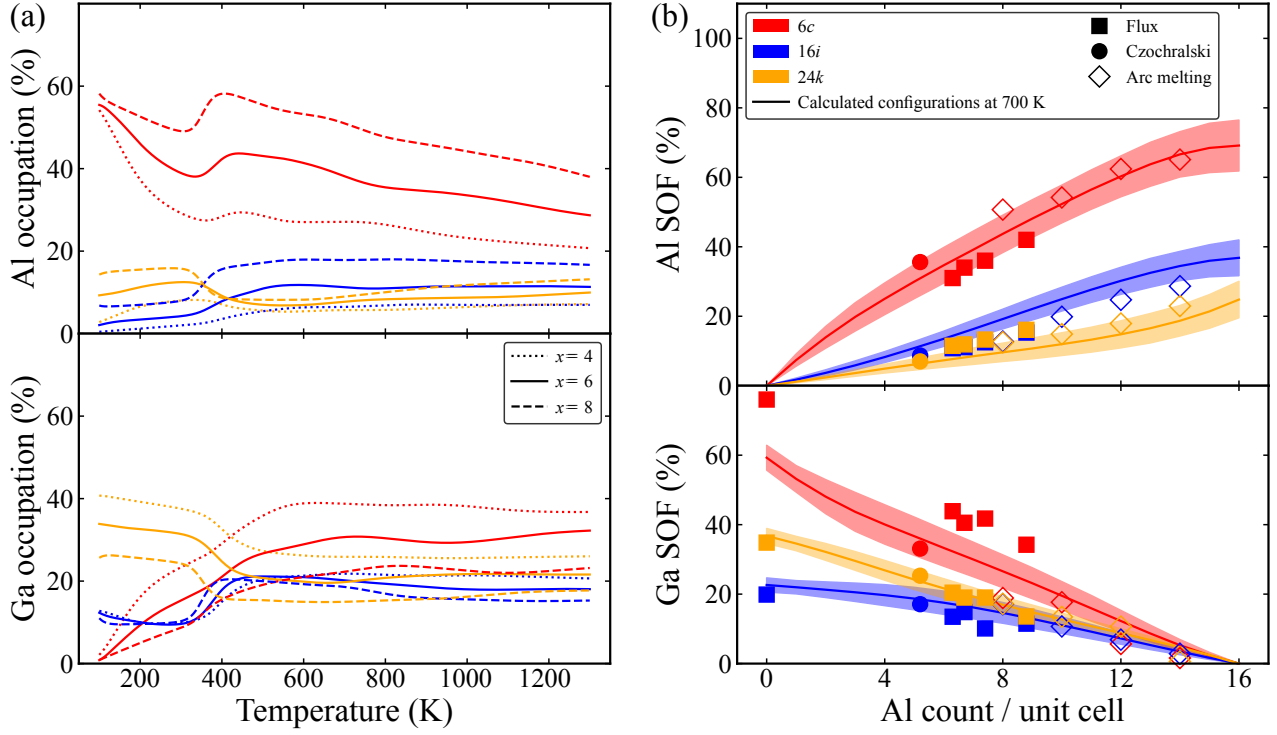 (a)
Al occupation (%)
60
40
20
0
Ga occupation (%)
60
40
20
0
x = 4
x = 6
x = 8
200
400
600
800
1000
1200
Temperature (K)
(b)
Al SOF (%)
100
80
60
40
20
0
6c
16i
24k
Calculated configurations at 700 K
Flux
Czochralski
Arc melting
Ga SOF (%)
60
40
20
0
0
4
8
12
16
Al count / unit cell